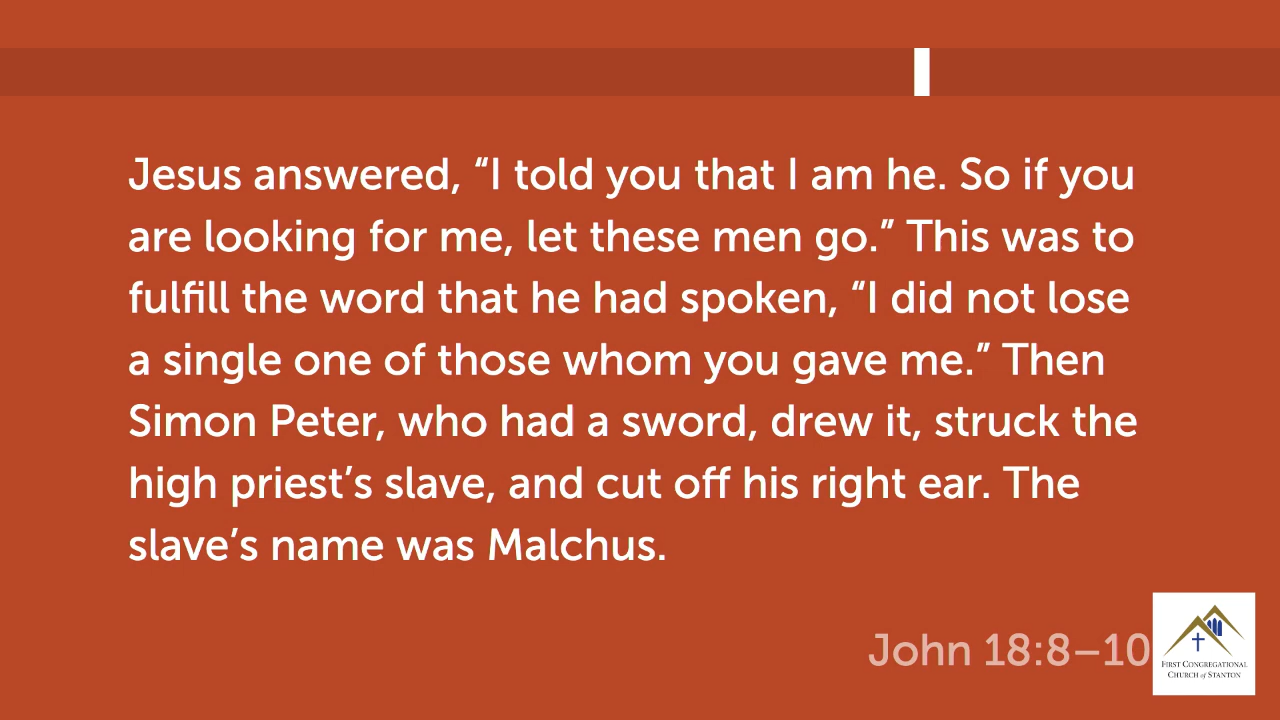 Jesus answered, “I told you that I am he. So if you
are looking for me, let these men go.” This was to
fulfill the word that he had spoken, “I did not lose
a single one of those whom you gave me.” Then
Simon Peter, who had a sword, drew it, struck the
high priest’s slave, and cut off his right ear. The
slave’s name was Malchus.
John 18:8–10
First Congregational
Church of Stanton